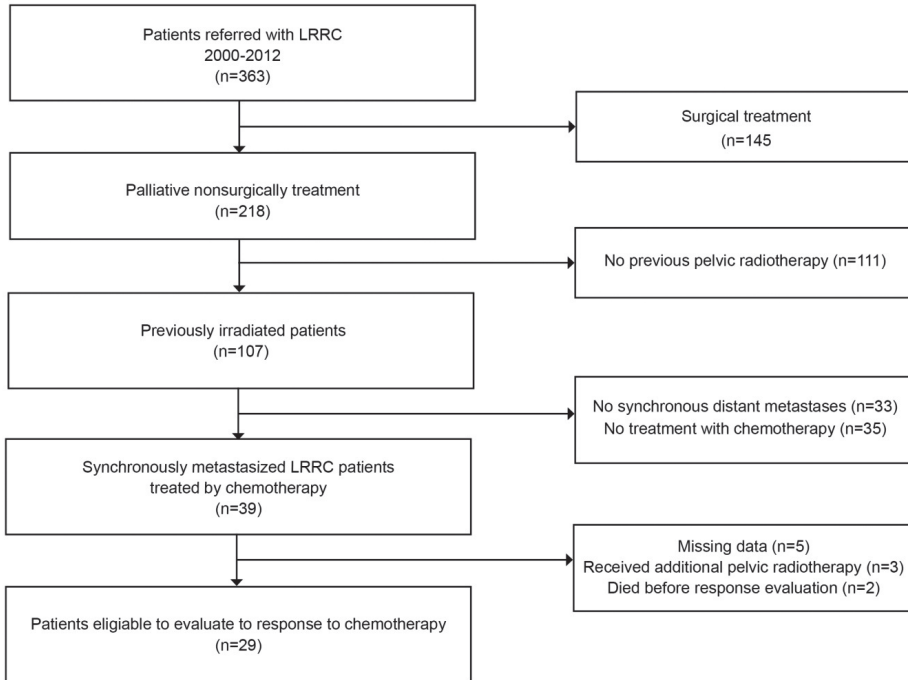 Patients referred with LRRC
2000-2012
(n=363)
Surgical treatment
(n=145
Palliative nonsurgically treatment
(n=218)
No previous pelvic radiotherapy (n=111)
Previously irradiated patients
(n=107)
No synchronous distant metastases (n=33)
No treatment with chemotherapy (n=35)
Synchronously metastasized LRRC patients
treated by chemotherapy
(n=39)
Missing data (n=5)
Received additional pelvic radiotherapy (n=3)
Died before response evaluation (n=2)
Patients eligiable to evaluate to response to chemotherapy
(n=29)